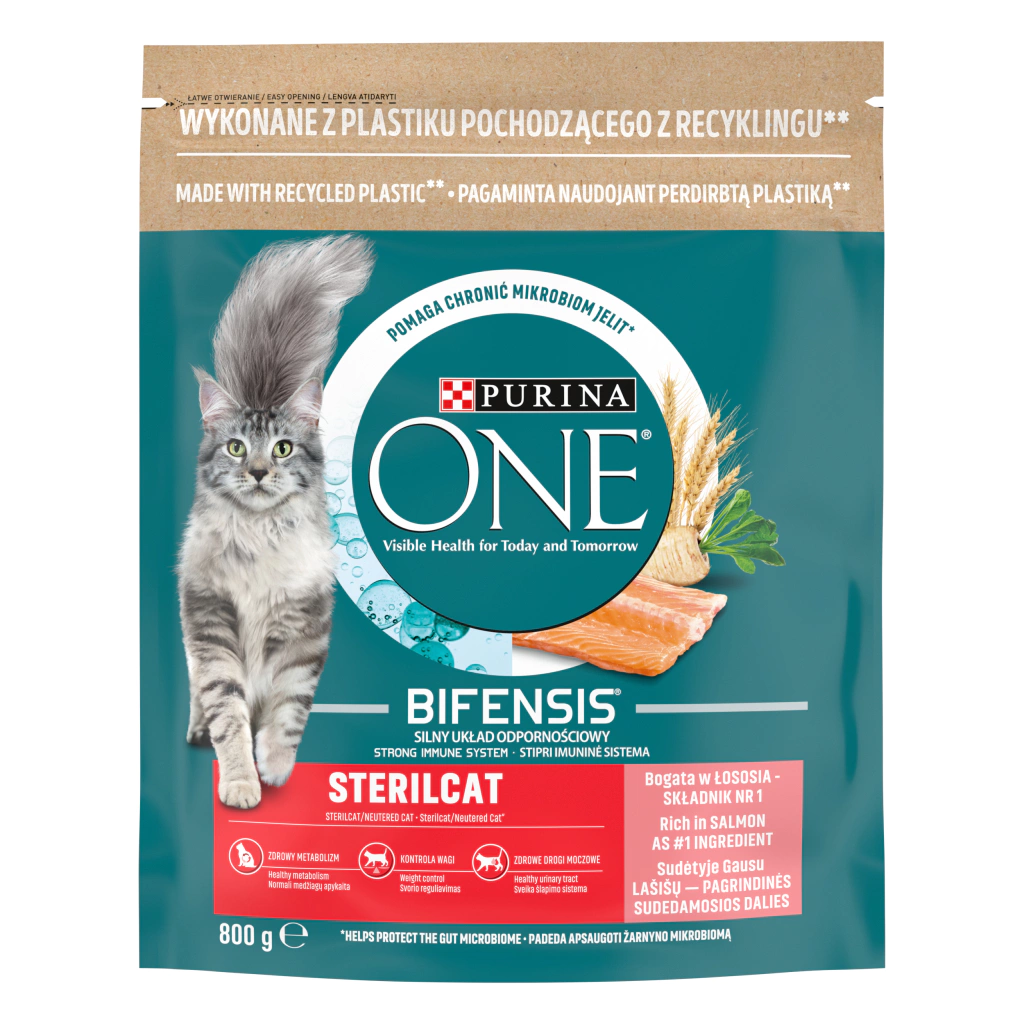 ŁATWE OTWIERANIE / EASY OPENING / LENGVA ATIDARYTI
WYKONANE Z PLASTIKU POCHODZĄCEGO Z RECYKLINGU**
MADE WITH RECYCLED PLASTIC** • PAGAMINTA NAUDOJANT PERDIRBTĄ PLASTIKĄ**
POMAGA CHRONIĆ MIKROBIOM JELIT*
PURINA
ONE®
Visible Health for Today and Tomorrow
BIFENSIS®
SILNY UKŁAD ODPORNOŚCIOWY
STRONG IMMUNE SYSTEM · STIPRI IMUNINĖ SISTEMA
STERILCAT
STERILCAT/NEUTERED CAT · Sterilcat/Neutered Cat"
ZDROWY METABOLIZM
Healthy metabolism
Normali medžiagų apykaita
KONTROLA WAGI
Weight control
Svorio reguliavimas
ZDROWE DROGI MOCZOWE
Healthy urinary tract
Sveika šlapimo sistema
Bogata w ŁOSOSIA -
SKŁADNIK NR 1
Rich in SALMON
AS #1 INGREDIENT
Sudėtyje Gausu
LAŠIŠŲ — PAGRINDINĖS
SUDEDAMOSIOS DALIES
800 g ℮
*HELPS PROTECT THE GUT MICROBIOME • PADEDA APSAUGOTI ŽARNYNO MIKROBIOMĄ